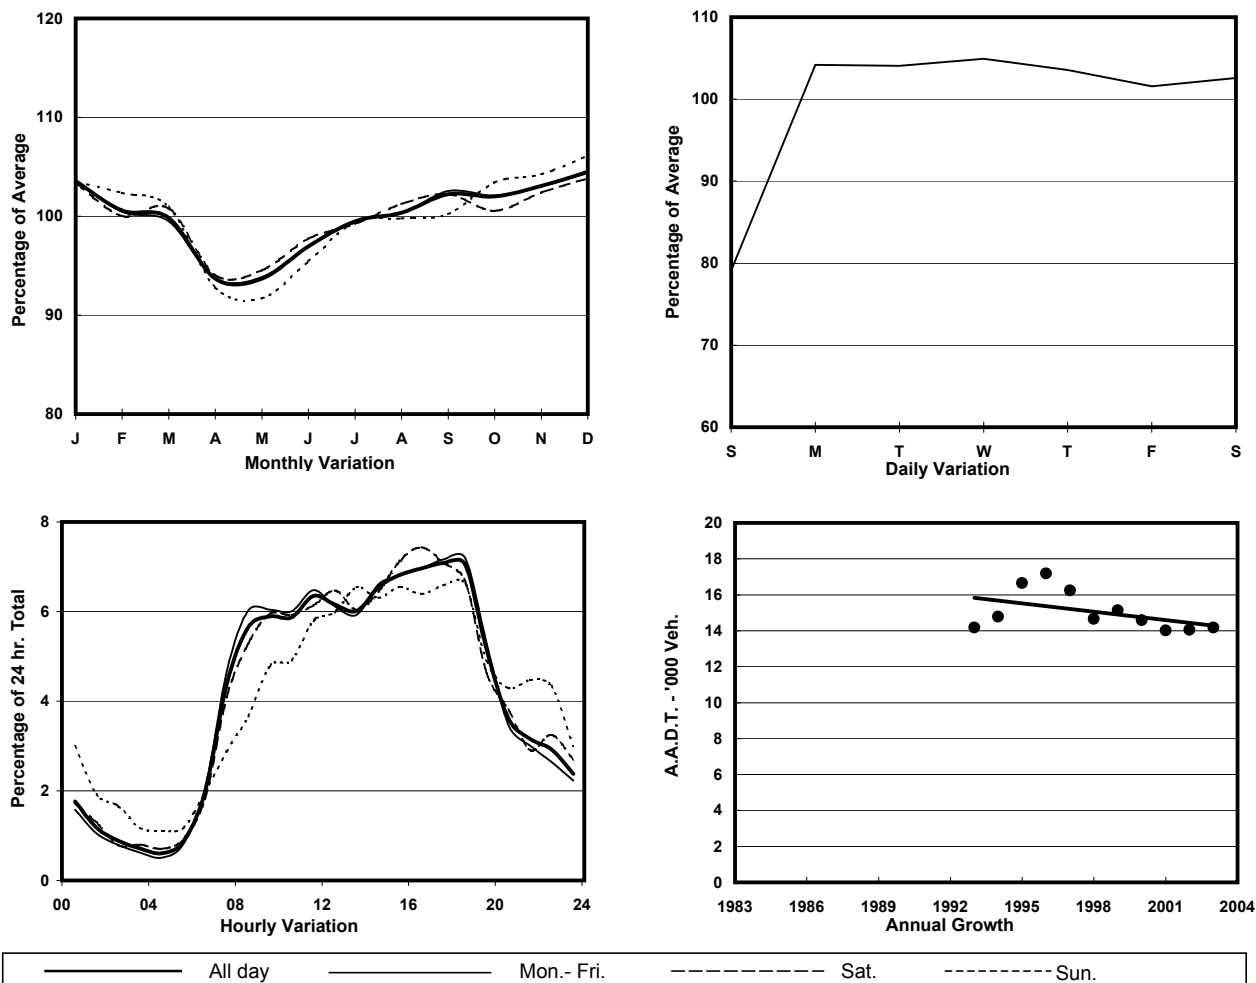 120
110
100
90
80
Percentage of Average
J F M A M J J A S O N D
Monthly Variation
110
100
90
80
70
60
Percentage of Average
S M T W T F S
Daily Variation
8
6
4
2
0
Percentage of 24 hr. Total
00 04 08 12 16 20 24
Hourly Variation
20
18
16
14
12
10
8
6
4
2
0
A.A.D.T. - '000 Veh.
1983 1986 1989 1992 1995 1998 2001 2004
Annual Growth
All day Mon.- Fri. Sat. Sun.